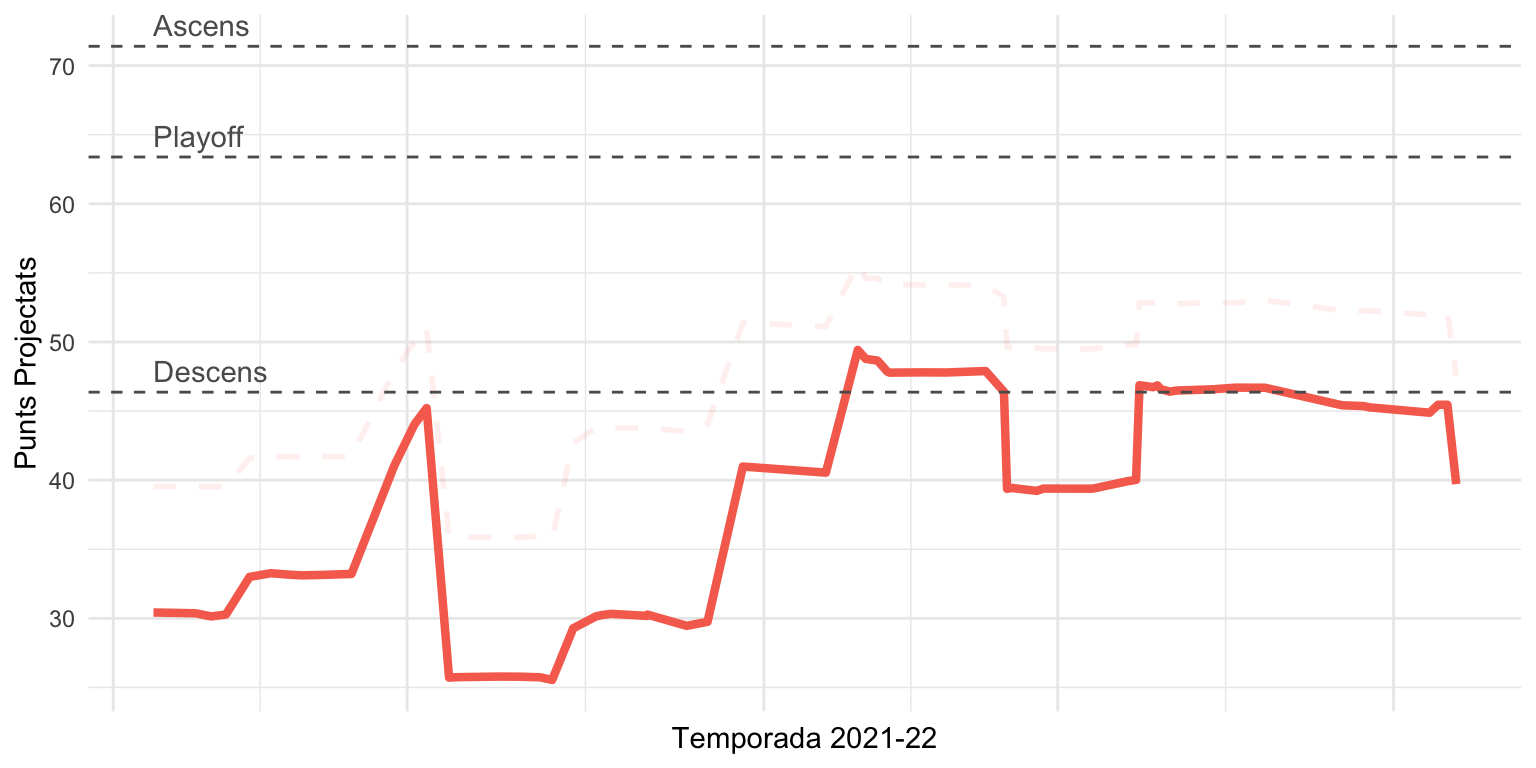 Ascens
70
Playoff
60
50
Descens
40
30
Punts Projectats
Temporada 2021-22